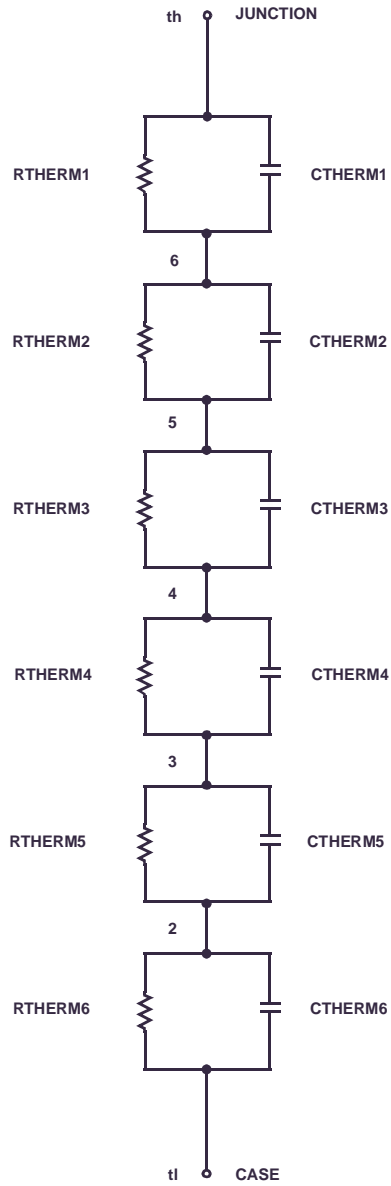 th JUNCTION
RTHERM1 CTHERM1
6
RTHERM2 CTHERM2
5
RTHERM3 CTHERM3
4
RTHERM4 CTHERM4
3
RTHERM5 CTHERM5
2
RTHERM6 CTHERM6
tl CASE